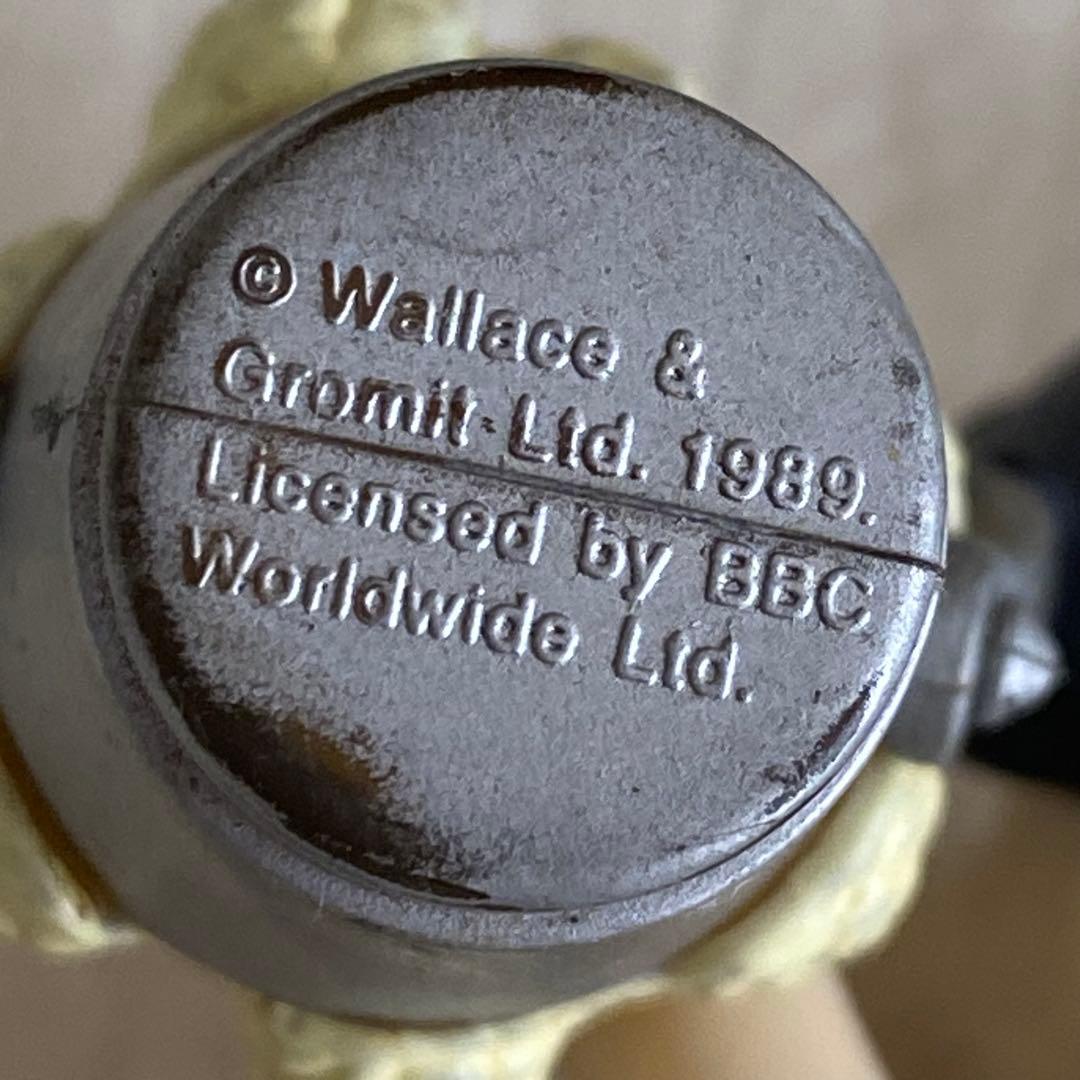 © Wallace &
Gromit Ltd. 1989.
Licensed by BBC
Worldwide Ltd.